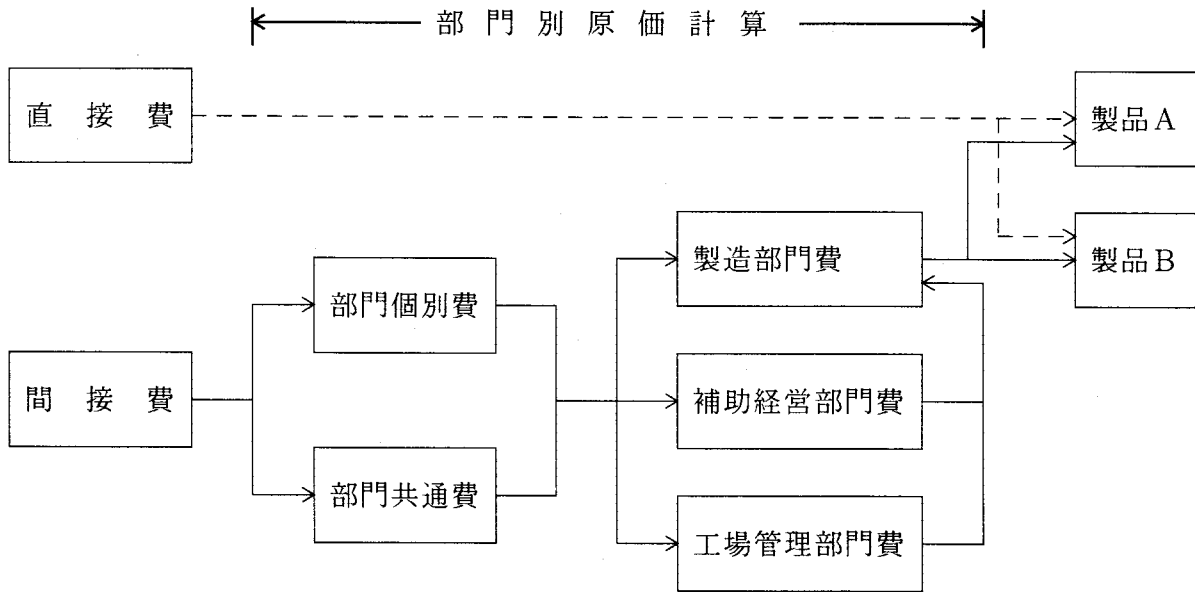 部門別原価計算
直接費
製品A
製造部門費
製品B
部門個別費
間接費
補助経営部門費
部門共通費
工場管理部門費